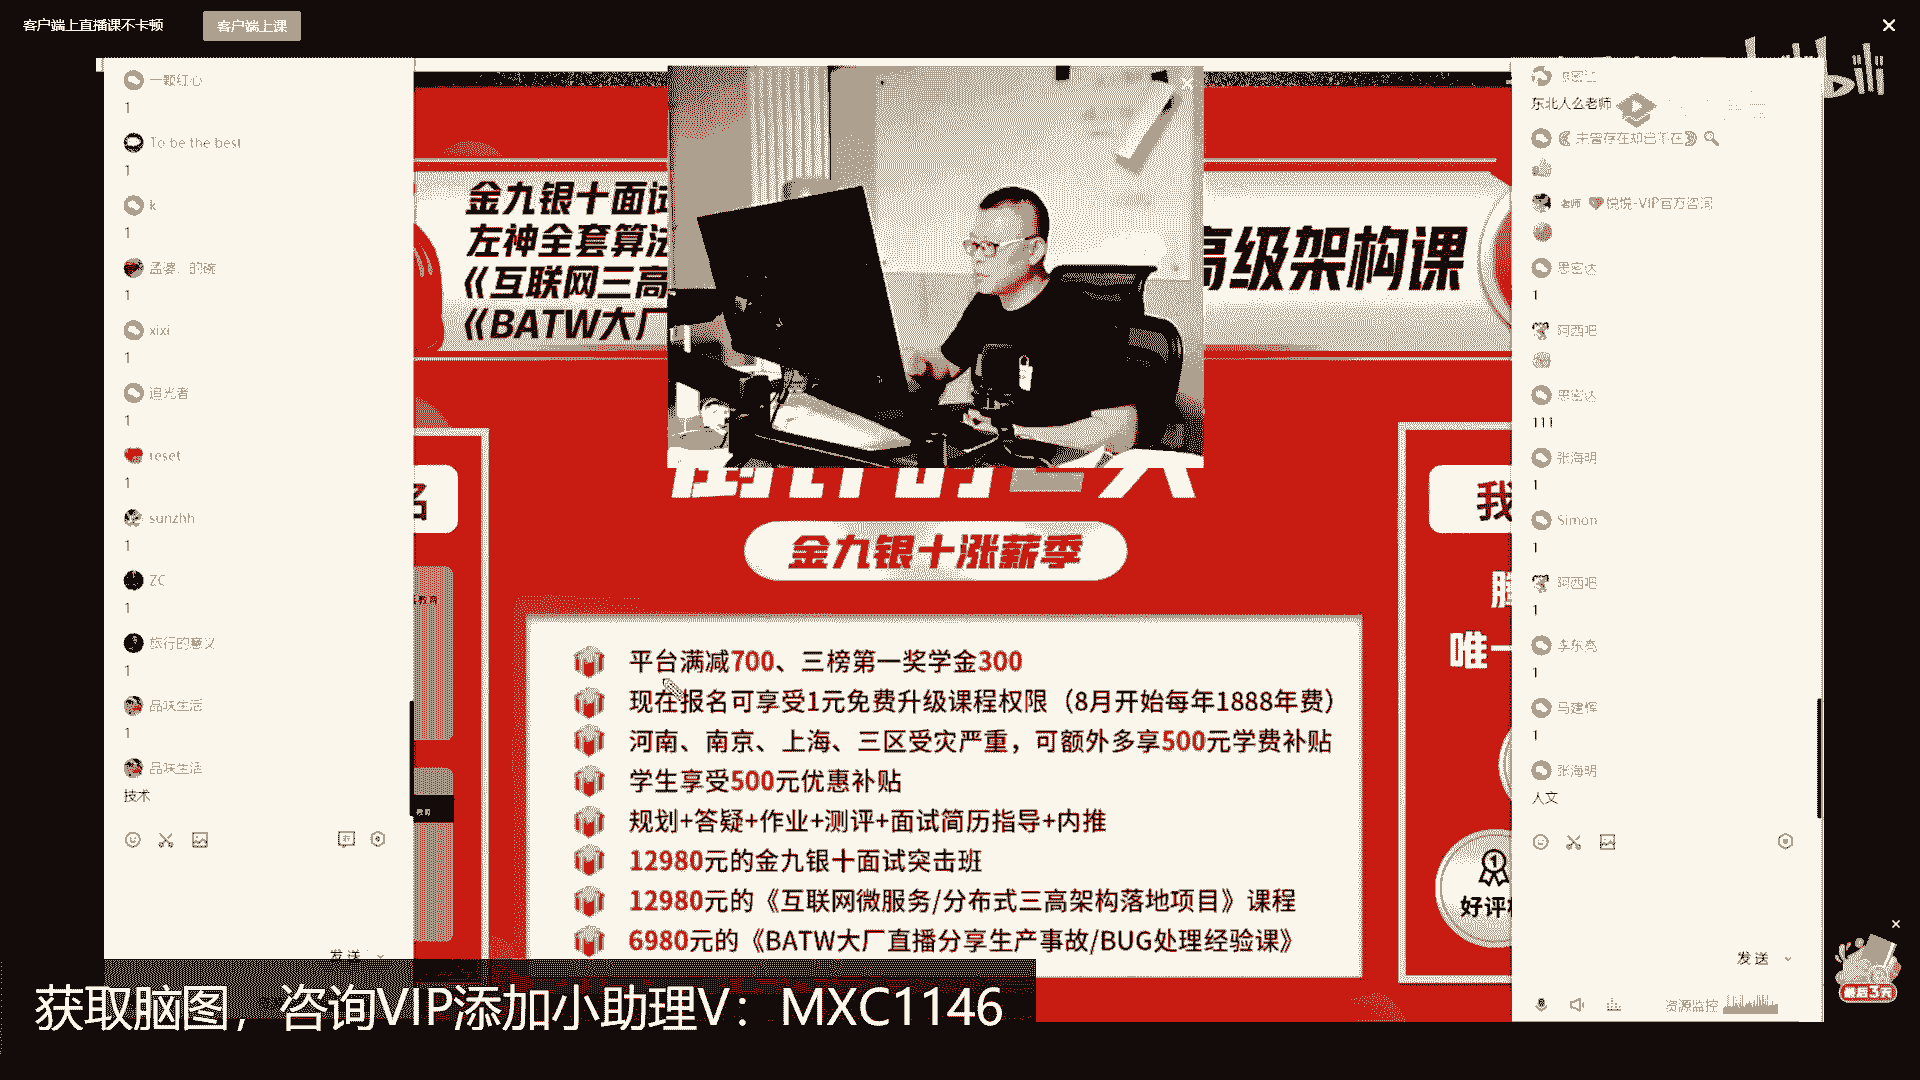 客户端上直播课不卡顿
客户端上课
一颗红心
1
To be the best
1
k
1
孟婆、的碗
1
xixi
1
追光者
1
reset
1
sunzhh
1
ZC
1
旅行的意义
1
品味生活
1
品味生活
技术
发送
金九银十面试
左神全套算法
《互联网三高
《BATW大厂
高级架构课
名
金九银十涨薪季
平台满减700、三榜第一奖学金300
现在报名可享受1元免费升级课程权限（8月开始每年1888年费）
河南、南京、上海、三区受灾严重，可额外多享500元学费补贴
学生享受500元优惠补贴
规划+答疑+作业+测评+面试简历指导+内推
12980元的金九银十面试突击班
12980元的《互联网微服务/分布式三高架构落地项目》课程
6980元的《BATW大厂直播分享生产事故/BUG处理经验课》
我
腾
唯一
好评
思密达
东北人么老师
老师 悦悦-VIP官方咨询
思密达
1
阿西吧
思密达
111
张海明
1
Simon
1
阿西吧
1
李东亮
1
马建辉
1
张海明
人文
发送
资源监控
最后3天
获取脑图，咨询VIP添加小助理V：MXC1146